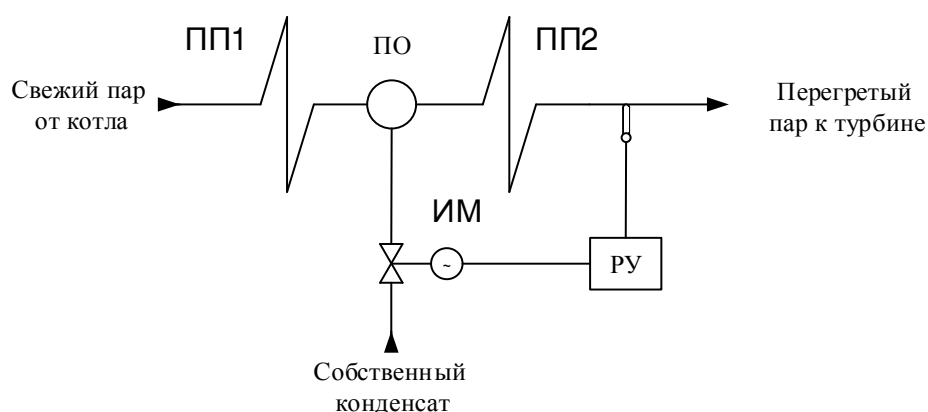 ПП1
ПО
ПП2
Свежий пар
от котла
Перегретый
пар к турбине
ИМ
~
РУ
Собственный
конденсат